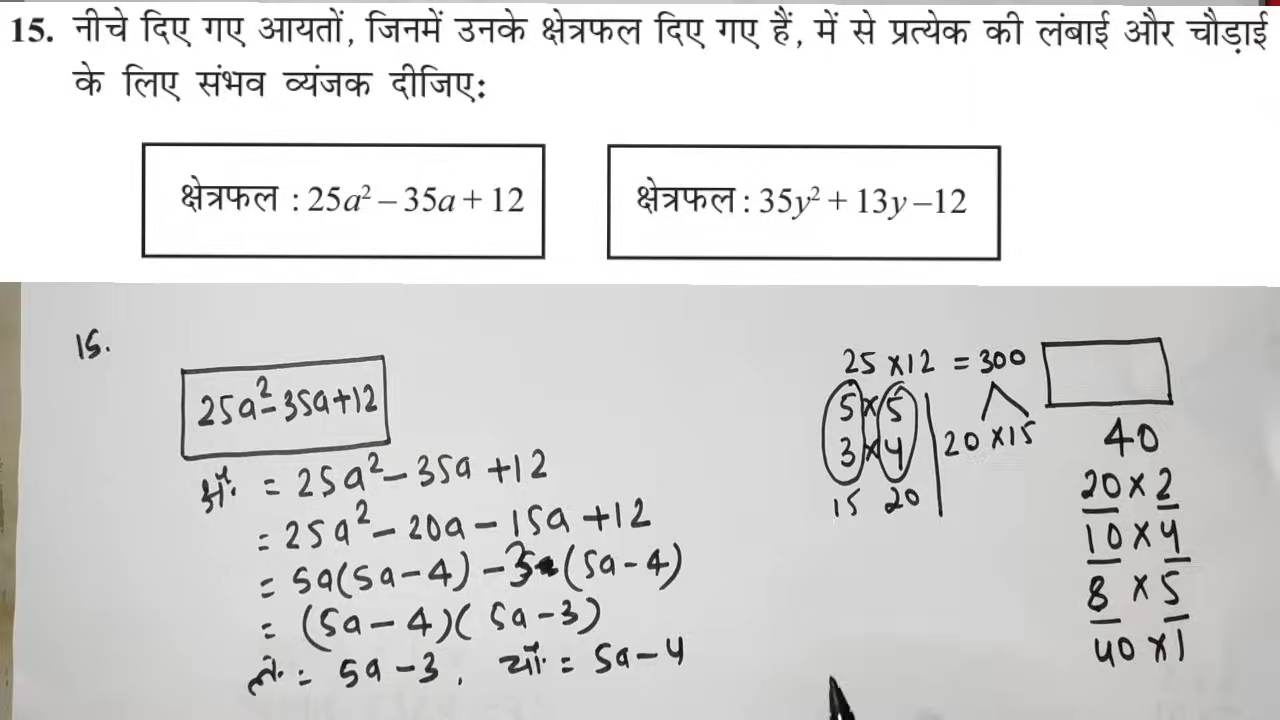 15. नीचे दिए गए आयतों, जिनमें उनके क्षेत्रफल दिए गए हैं, में से प्रत्येक की लंबाई और चौड़ाई
के लिए संभव व्यंजक दीजिए:
क्षेत्रफल : 25a² – 35a + 12
क्षेत्रफल : 35y² + 13y –12
15.
25a²-35a+12
= 25a² - 35a + 12
= 25a² - 20a - 15a + 12
= 5a(5a-4) -3(5a-4)
= (5a-4)(5a-3)
= 5a-3, चौ. = 5a-4
25 × 12 = 300
5 × 5
3 × 4
15 20
20 × 15
40
20 × 2
10 × 4
8 × 5
40 × 1